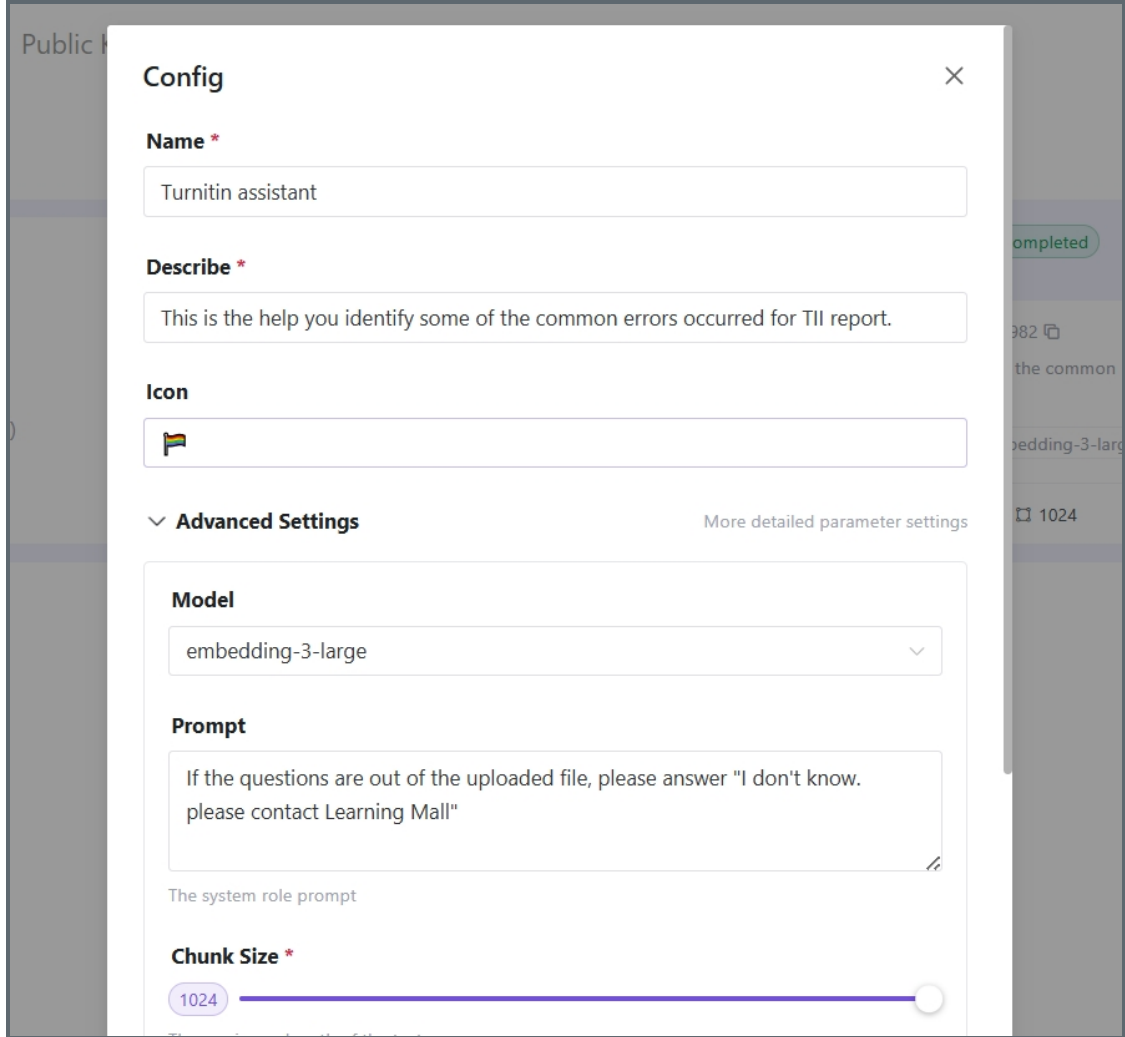 Public
Config
Name *
Turnitin assistant
Describe *
This is the help you identify some of the common errors occurred for TII report.
Icon
Advanced Settings
More detailed parameter settings
Model
embedding-3-large
Prompt
If the questions are out of the uploaded file, please answer "I don't know.
please contact Learning Mall"
The system role prompt
Chunk Size *
1024
ompleted
982
the common
bedding-3-larg
1024